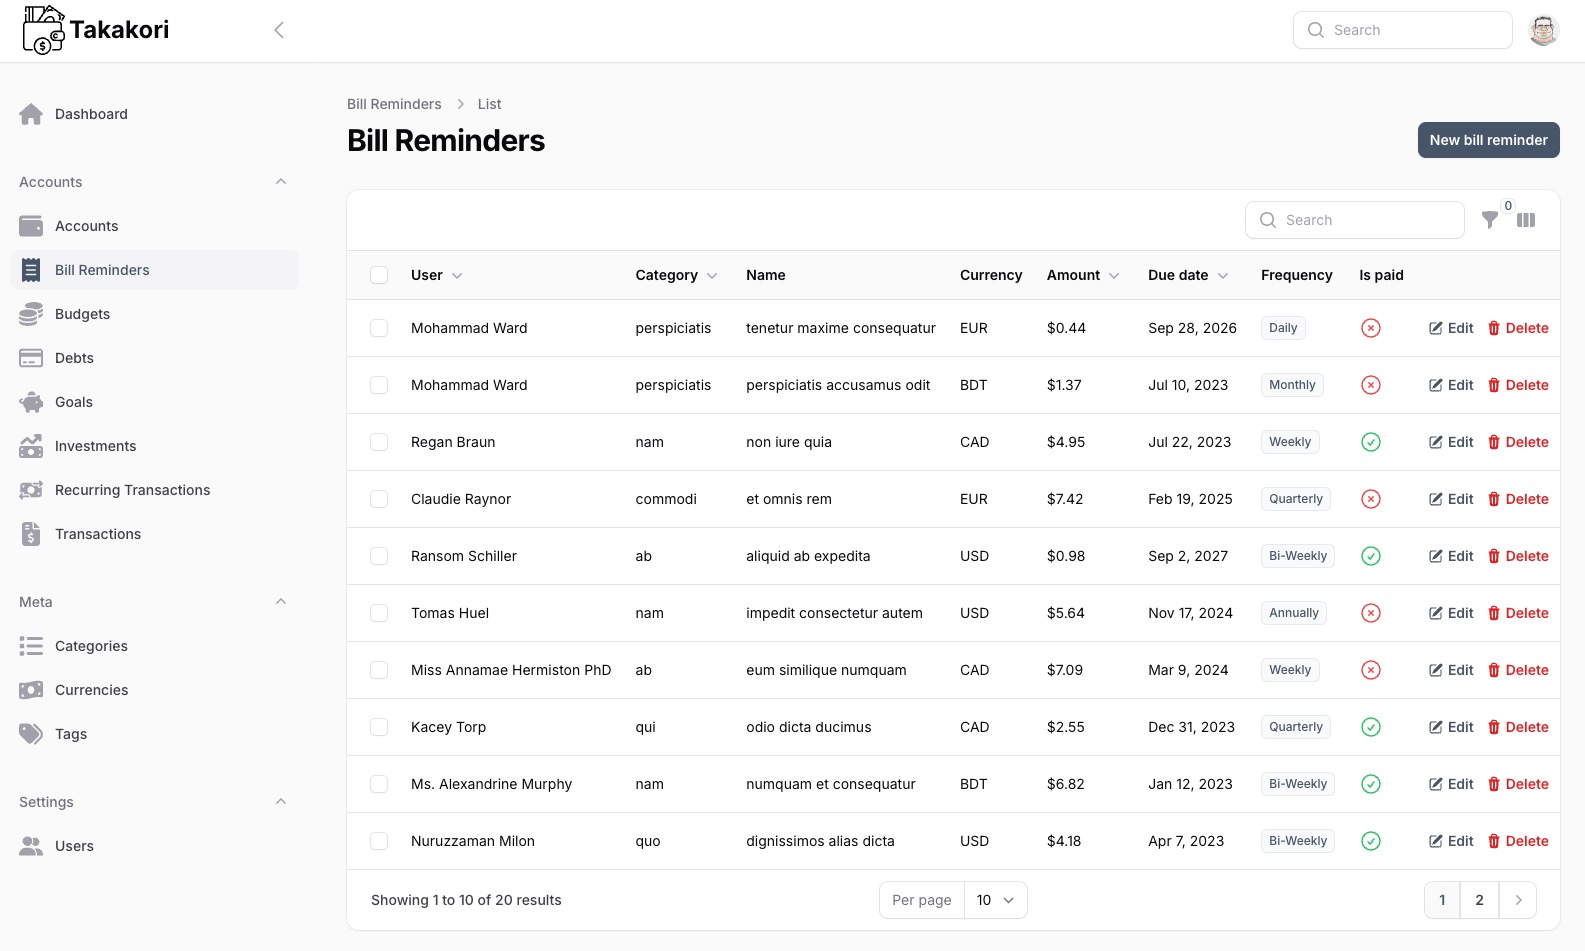 Takakori
Search
Dashboard
Accounts
Accounts
Bill Reminders
Budgets
Debts
Goals
Investments
Recurring Transactions
Transactions
Meta
Categories
Currencies
Tags
Settings
Users
Bill Reminders > List
Bill Reminders
New bill reminder
Search
0
User Category Name Currency Amount Due date Frequency Is paid
Mohammad Ward perspiciatis tenetur maxime consequatur EUR $0.44 Sep 28, 2026 Daily Edit Delete
Mohammad Ward perspiciatis perspiciatis accusamus odit BDT $1.37 Jul 10, 2023 Monthly Edit Delete
Regan Braun nam non iure quia CAD $4.95 Jul 22, 2023 Weekly Edit Delete
Claudie Raynor commodi et omnis rem EUR $7.42 Feb 19, 2025 Quarterly Edit Delete
Ransom Schiller ab aliquid ab expedita USD $0.98 Sep 2, 2027 Bi-Weekly Edit Delete
Tomas Huel nam impedit consectetur autem USD $5.64 Nov 17, 2024 Annually Edit Delete
Miss Annamae Hermiston PhD ab eum similique numquam CAD $7.09 Mar 9, 2024 Weekly Edit Delete
Kacey Torp qui odio dicta ducimus CAD $2.55 Dec 31, 2023 Quarterly Edit Delete
Ms. Alexandrine Murphy nam numquam et consequatur BDT $6.82 Jan 12, 2023 Bi-Weekly Edit Delete
Nuruzzaman Milon quo dignissimos alias dicta USD $4.18 Apr 7, 2023 Bi-Weekly Edit Delete
Showing 1 to 10 of 20 results
Per page 10
1 2